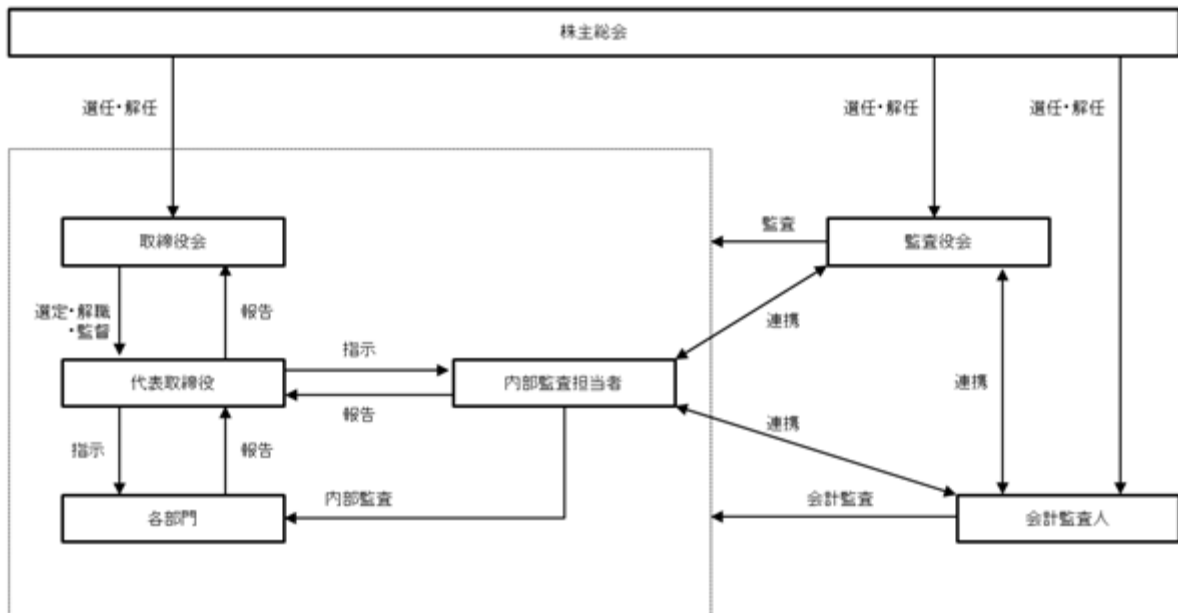 株主総会
選任・解任
選任・解任
選任・解任
取締役会
監査
監査役会
選定・解職
・監督
報告
連携
指示
代表取締役
内部監査担当者
連携
報告
連携
指示
報告
内部監査
会計監査
各部門
会計監査人